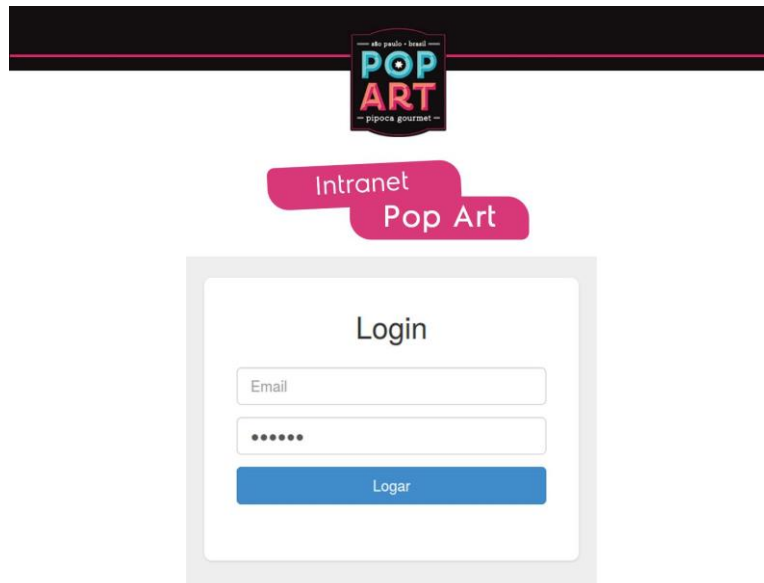 são paulo • brasil
POP
ART
pipoca gourmet
Intranet
Pop Art
Login
Email
••••••
Logar